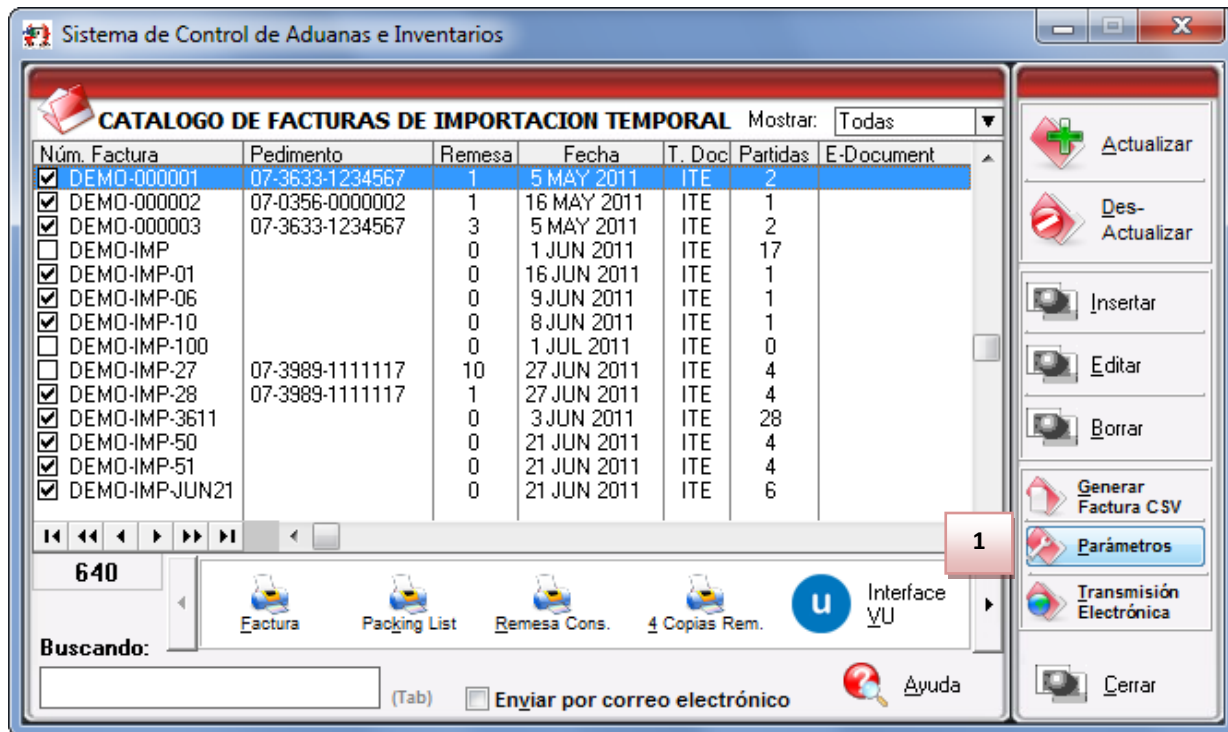 Sistema de Control de Aduanas e Inventarios
X
CATALOGO DE FACTURAS DE IMPORTACION TEMPORAL Mostrar: Todas
Núm. Factura Pedimento Remesa Fecha T. Doc Partidas E-Document
DEMO-000001 07-3633-1234567 1 5 MAY 2011 ITE 2
DEMO-000002 07-0356-0000002 1 16 MAY 2011 ITE 1
DEMO-000003 07-3633-1234567 3 5 MAY 2011 ITE 2
DEMO-IMP 0 1 JUN 2011 ITE 17
DEMO-IMP-01 0 16 JUN 2011 ITE 1
DEMO-IMP-06 0 9 JUN 2011 ITE 1
DEMO-IMP-10 0 8 JUN 2011 ITE 1
DEMO-IMP-100 0 1 JUL 2011 ITE 0
DEMO-IMP-27 07-3989-1111117 10 27 JUN 2011 ITE 4
DEMO-IMP-28 07-3989-1111117 1 27 JUN 2011 ITE 4
DEMO-IMP-3611 0 3 JUN 2011 ITE 28
DEMO-IMP-50 0 21 JUN 2011 ITE 4
DEMO-IMP-51 0 21 JUN 2011 ITE 4
DEMO-IMP-JUN21 0 21 JUN 2011 ITE 6
640
Factura Packing List Remesa Cons. 4 Copias Rem. u Interface
VU
Buscando:
(Tab) Enviar por correo electrónico Ayuda
Actualizar
Des-
Actualizar
Insertar
Editar
Borrar
Generar
Factura CSV
1
Parámetros
Transmisión
Electrónica
Cerrar